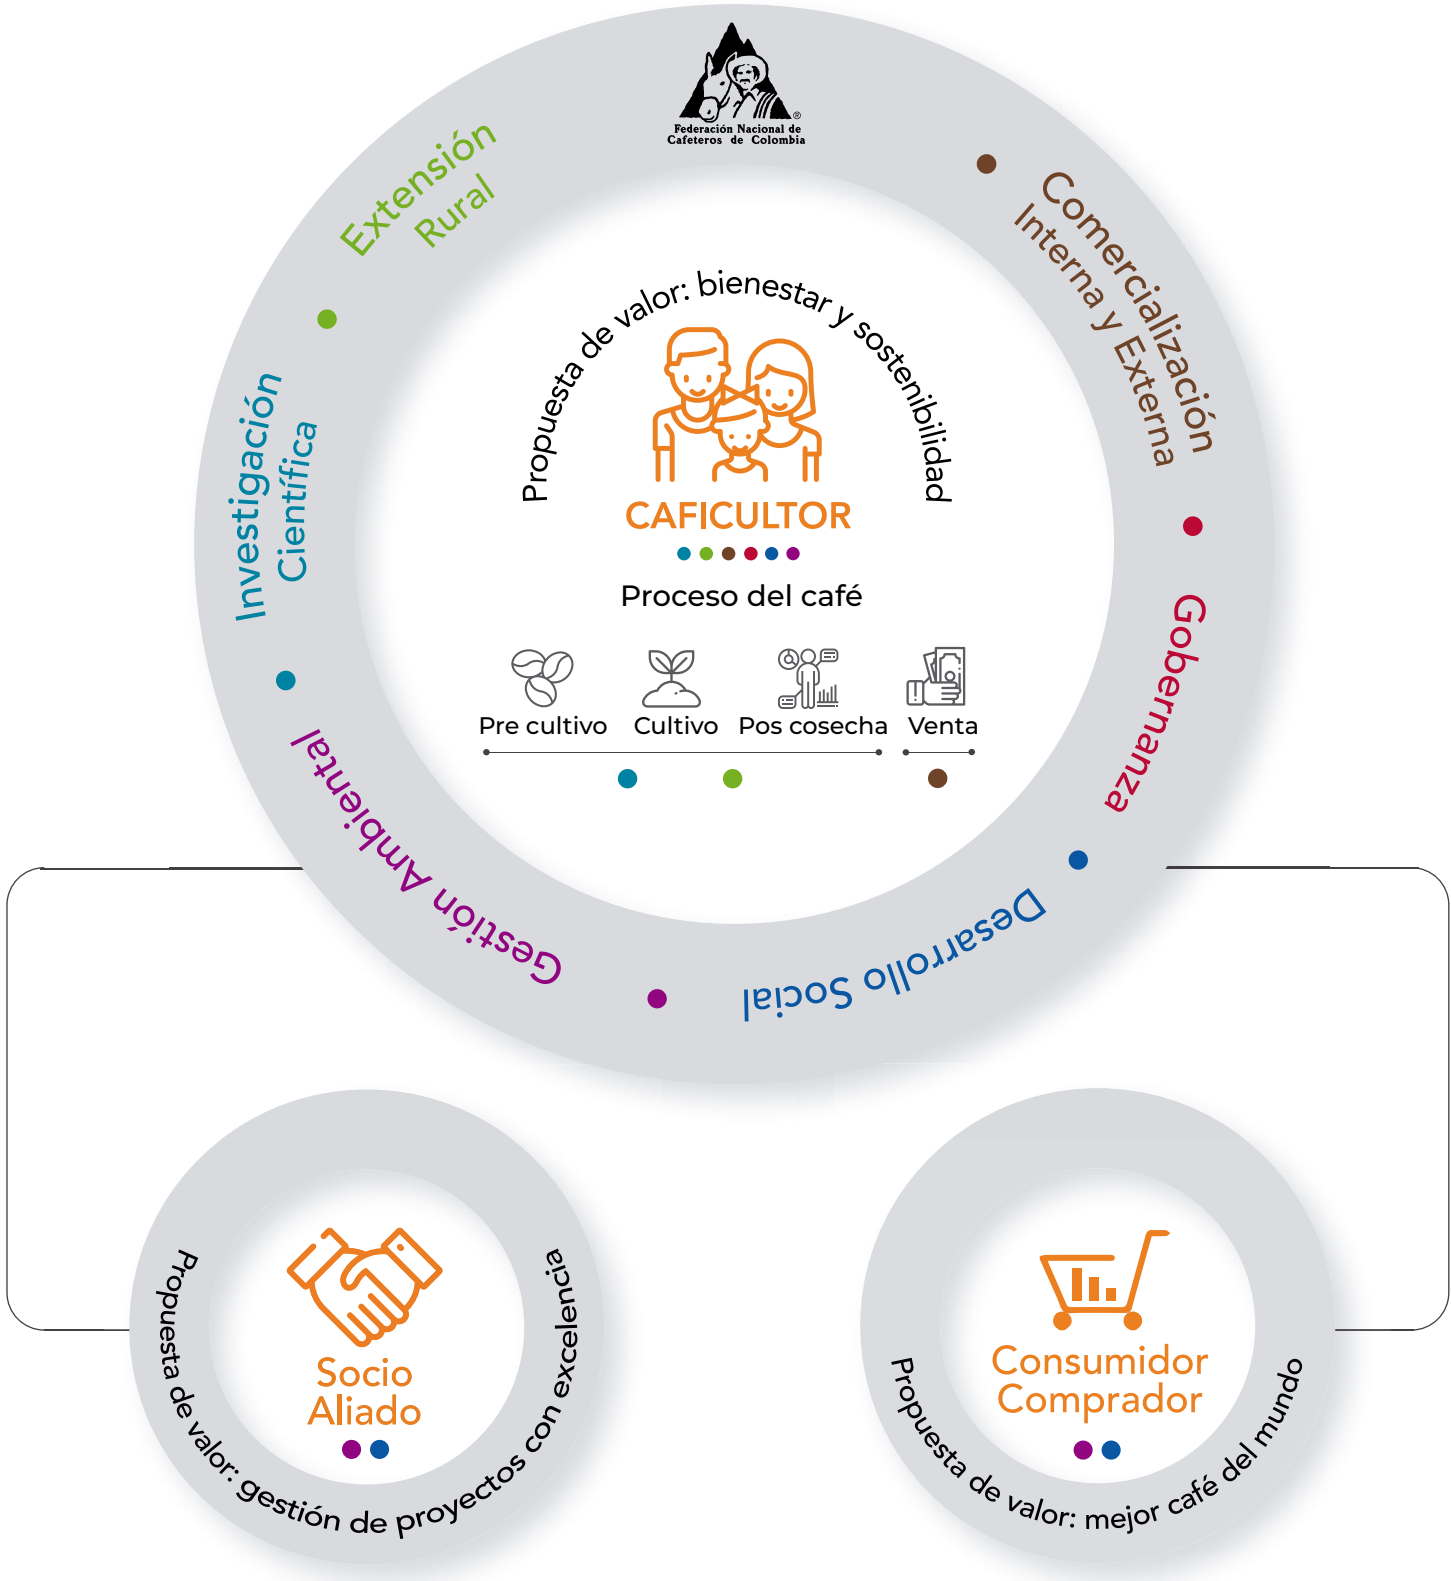 Federación Nacional de
Cafeteros de Colombia
®
Extensión
Rural
Comercialización
Interna y Externa
Investigación
Científica
Gobernanza
Gestión Ambiental
Desarrollo Social
Propuesta de valor: bienestar y sostenibilidad
CAFICULTOR
Proceso del café
Pre cultivo
Cultivo
Pos cosecha
Venta
Socio
Aliado
Propuesta de valor: gestión de proyectos con excelencia
Consumidor
Comprador
Propuesta de valor: mejor café del mundo